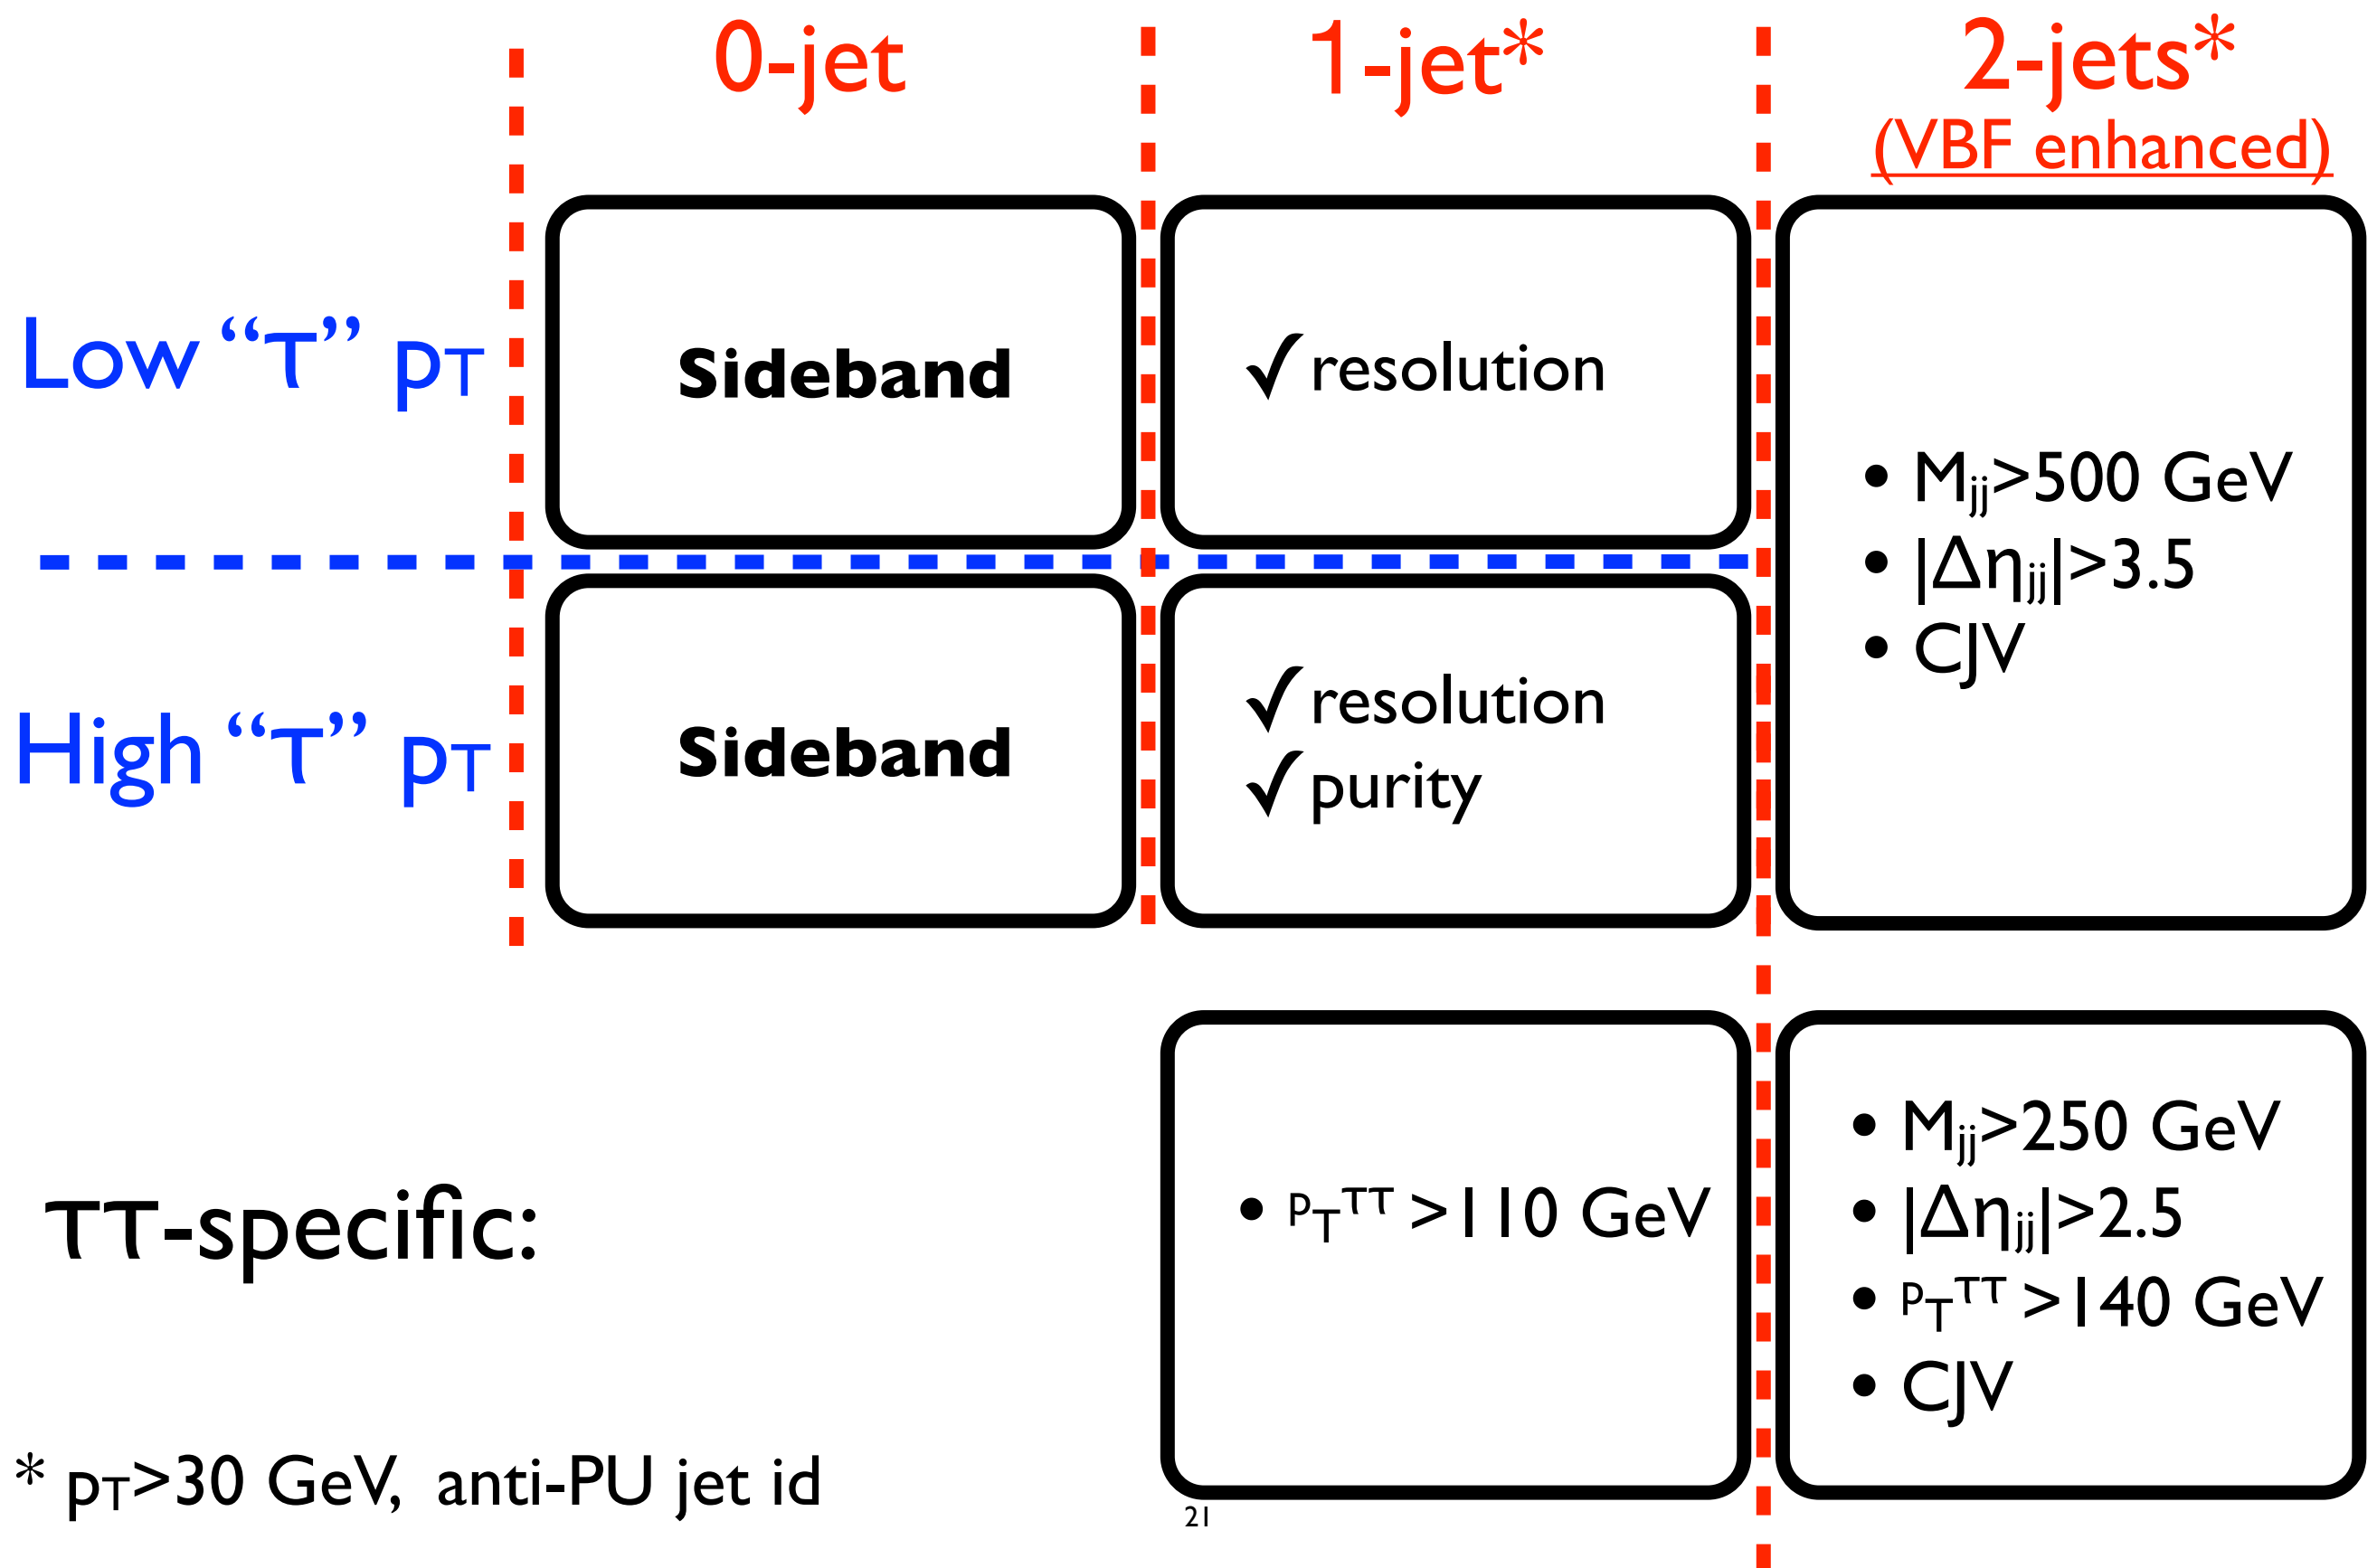 0-jet
1-jet*
2-jets*
(VBF enhanced)
Low “τ” pT
Sideband
✓ resolution
• Mjj>500 GeV
• |Δηjj|>3.5
• CJV
High “τ” pT
Sideband
✓ resolution
✓ purity
ττ-specific:
• pTττ >110 GeV
• Mjj>250 GeV
• |Δηjj|>2.5
• pTττ >140 GeV
• CJV
* pT>30 GeV, anti-PU jet id
21